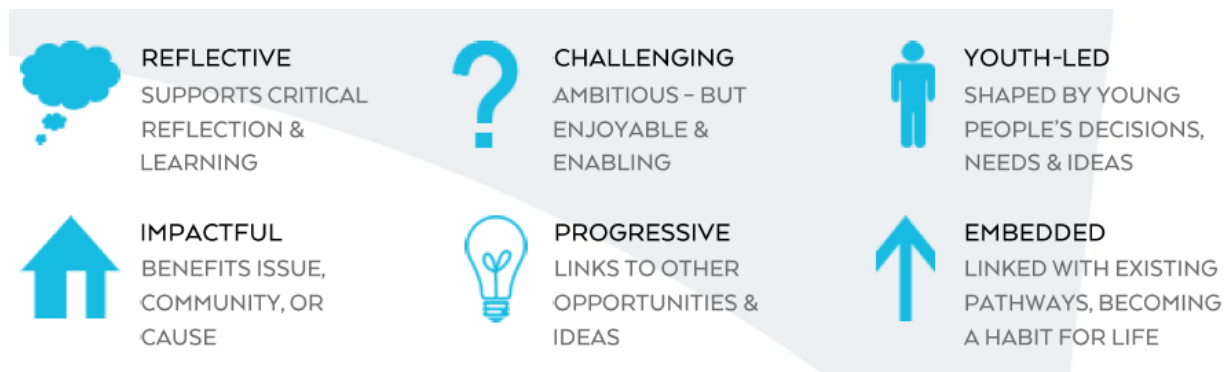 REFLECTIVE
SUPPORTS CRITICAL
REFLECTION &
LEARNING
CHALLENGING
AMBITIOUS – BUT
ENJOYABLE &
ENABLING
YOUTH-LED
SHAPED BY YOUNG
PEOPLE'S DECISIONS,
NEEDS & IDEAS
IMPACTFUL
BENEFITS ISSUE,
COMMUNITY, OR
CAUSE
PROGRESSIVE
LINKS TO OTHER
OPPORTUNITIES &
IDEAS
EMBEDDED
LINKED WITH EXISTING
PATHWAYS, BECOMING
A HABIT FOR LIFE